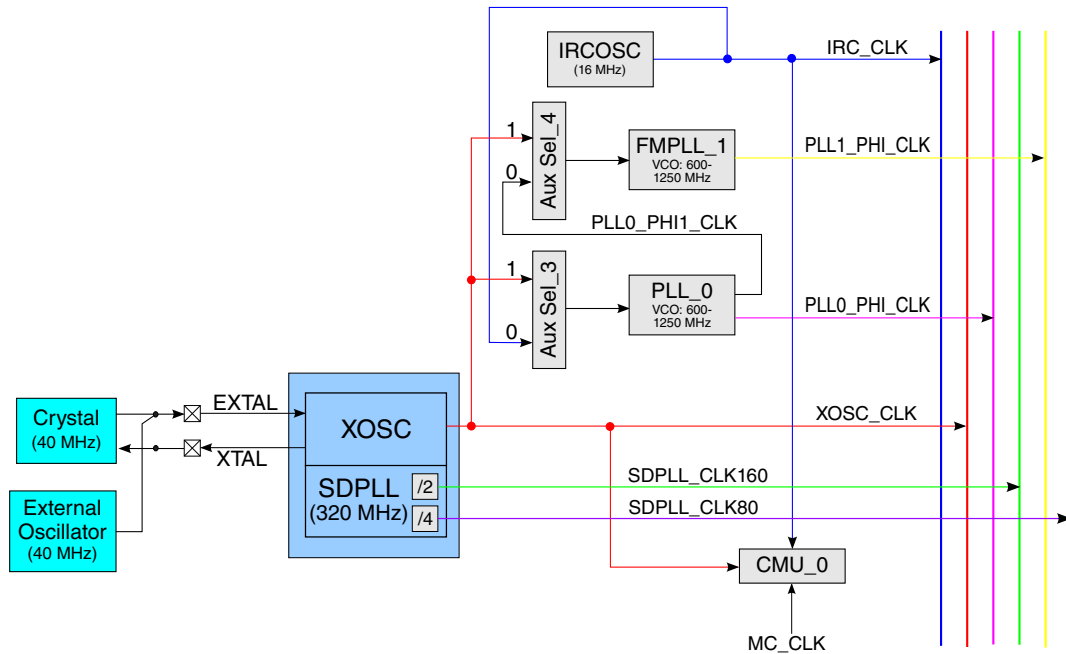 IRCOSC
(16 MHz)
IRC_CLK
Aux Sel_4
1
0
FMPLL_1
VCO: 600-
1250 MHz
PLL1_PHI_CLK
PLL0_PHI1_CLK
Aux Sel_3
1
0
PLL_0
VCO: 600-
1250 MHz
PLL0_PHI_CLK
Crystal
(40 MHz)
EXTAL
XTAL
External
Oscillator
(40 MHz)
XOSC
SDPLL
(320 MHz)
/2
/4
XOSC_CLK
SDPLL_CLK160
SDPLL_CLK80
CMU_0
MC_CLK